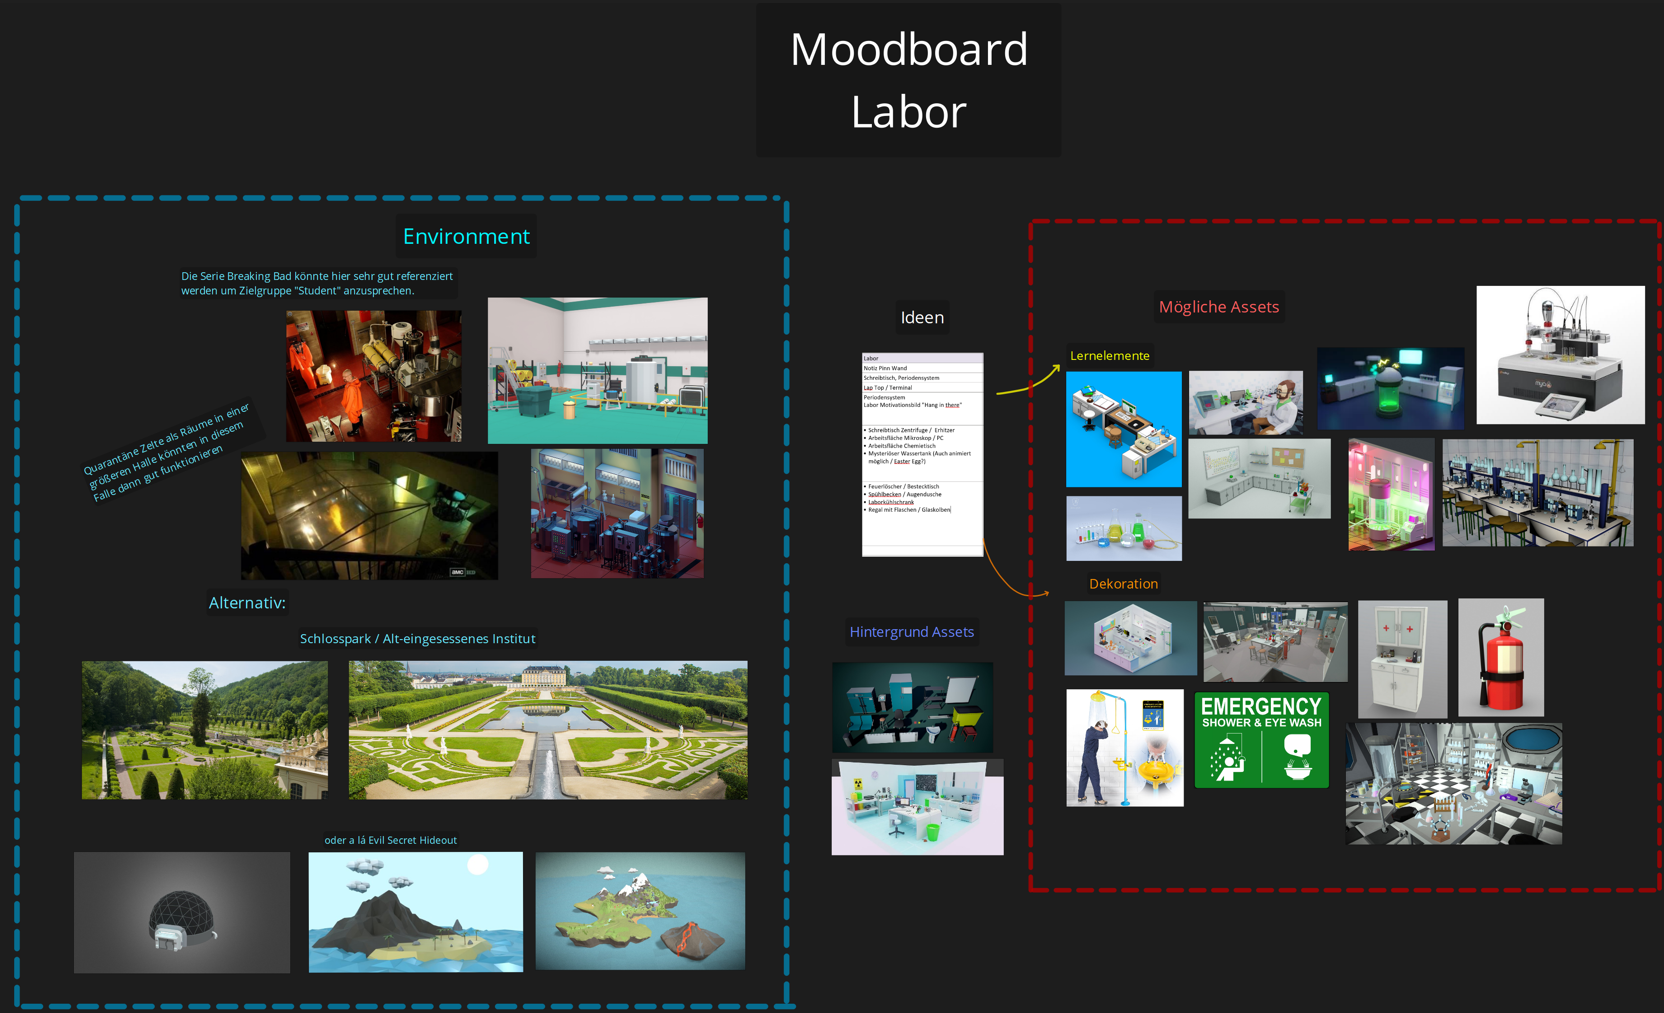 Moodboard
Labor
Environment
Die Serie Breaking Bad könnte hier sehr gut referenziert
werden um Zielgruppe "Student" anzusprechen.
Quarantäne Zelte als Räume in einer
größeren Halle könnten in diesem
Falle dann gut funktionieren
AMC
Alternativ:
Schlosspark / Alt-eingesessenes Institut
oder a lá Evil Secret Hideout
Ideen
Labor
Notiz Pinn Wand
Schreibtisch, Periodensystem
Lap Top / Terminal
Periodensystem
Labor Motivationsbild "Hang in there"
• Schreibtisch Zentrifuge / Erhitzer
• Arbeitsfläche Mikroskop / PC
• Arbeitsfläche Chemietisch
• Mysteriöser Wassertank (Auch animiert
möglich / Easter Egg?)
• Feuerlöscher / Bestecktisch
• Spühlbecken / Augendusche
• Laborkühlschrank
• Regal mit Flaschen / Glaskolben
Hintergrund Assets
Mögliche Assets
Lernelemente
Dekoration
EMERGENCY
SHOWER & EYE WASH